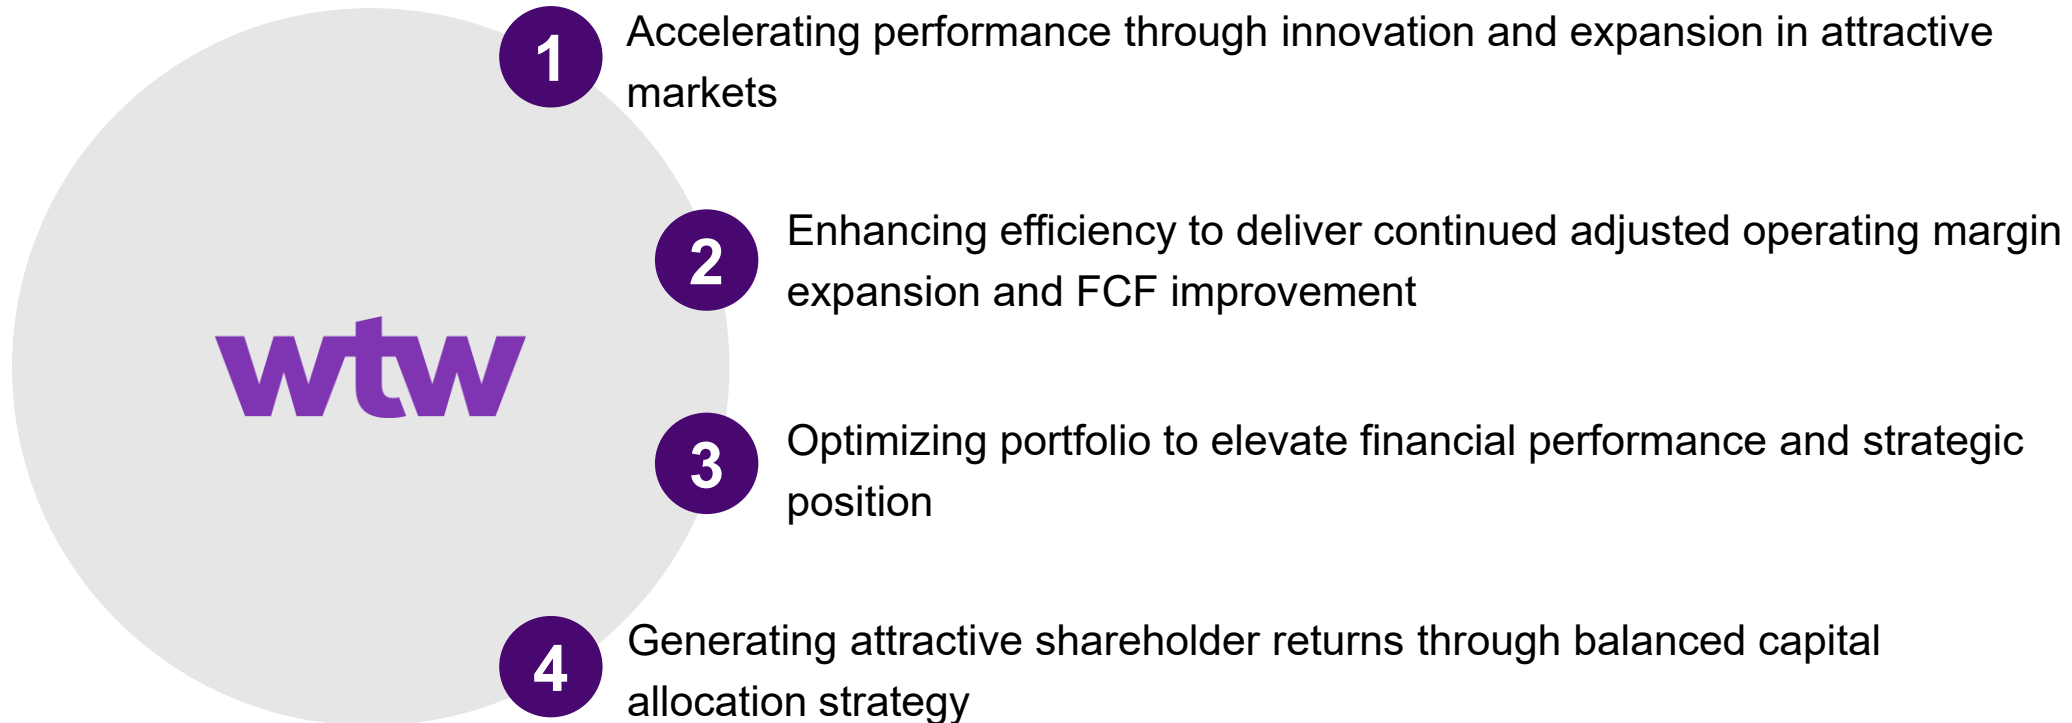 wtw
1
Accelerating performance through innovation and expansion in attractive
markets
2
Enhancing efficiency to deliver continued adjusted operating margin
expansion and FCF improvement
3
Optimizing portfolio to elevate financial performance and strategic
position
4
Generating attractive shareholder returns through balanced capital
allocation strategy